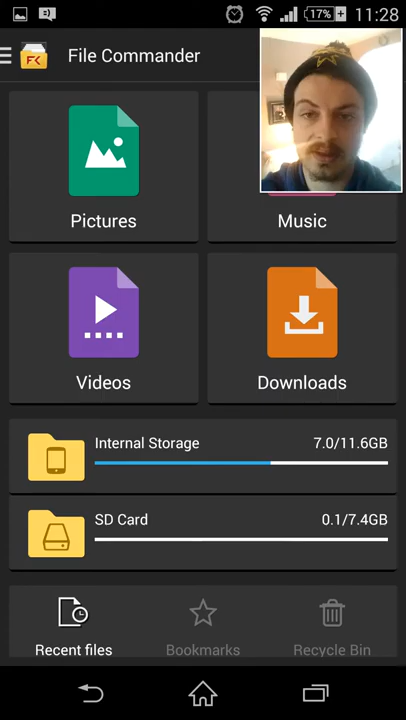 17% 11:28
FC File Commander
Pictures
Music
Videos
Downloads
Internal Storage 7.0/11.6GB
SD Card 0.1/7.4GB
Recent files Bookmarks Recycle Bin